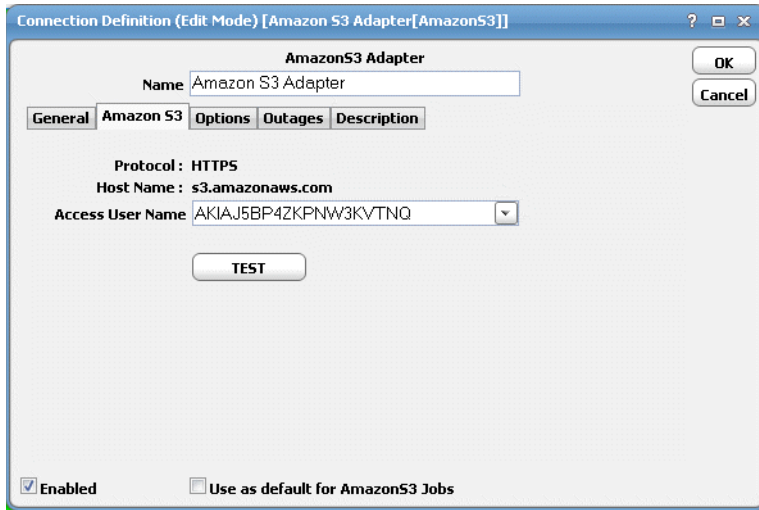 Connection Definition (Edit Mode) [Amazon S3 Adapter[AmazonS3]] ?
AmazonS3 Adapter
OK
Name Amazon S3 Adapter
Cancel
General Amazon S3 Options Outages Description
Protocol : HTTPS
Host Name : s3.amazonaws.com
Access User Name AKIAJ5BP4ZKPNW3KVTNQ
TEST
Enabled Use as default for AmazonS3 Jobs